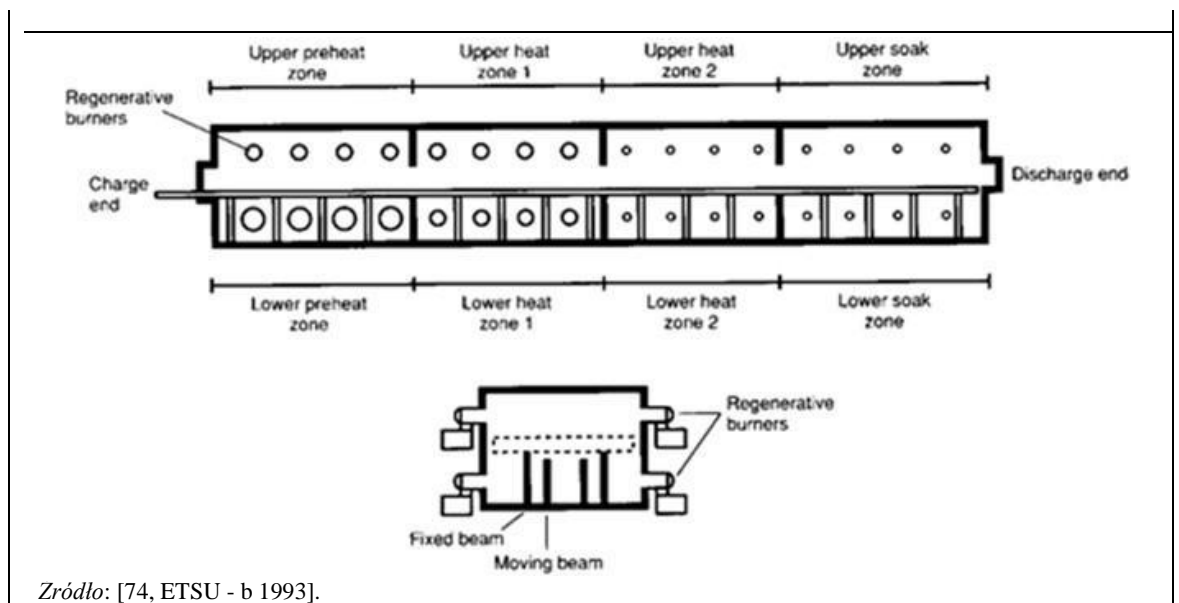 Upper preheat
zone
Upper heat
zone 1
Upper heat
zone 2
Upper soak
zone
Regenerative
burners
Charge
end
Discharge end
Lower preheat
zone
Lower heat
zone 1
Lower heat
zone 2
Lower soak
zone
Regenerative
burners
Fixed beam
Moving beam
Zródło: [74, ETSU - b 1993].